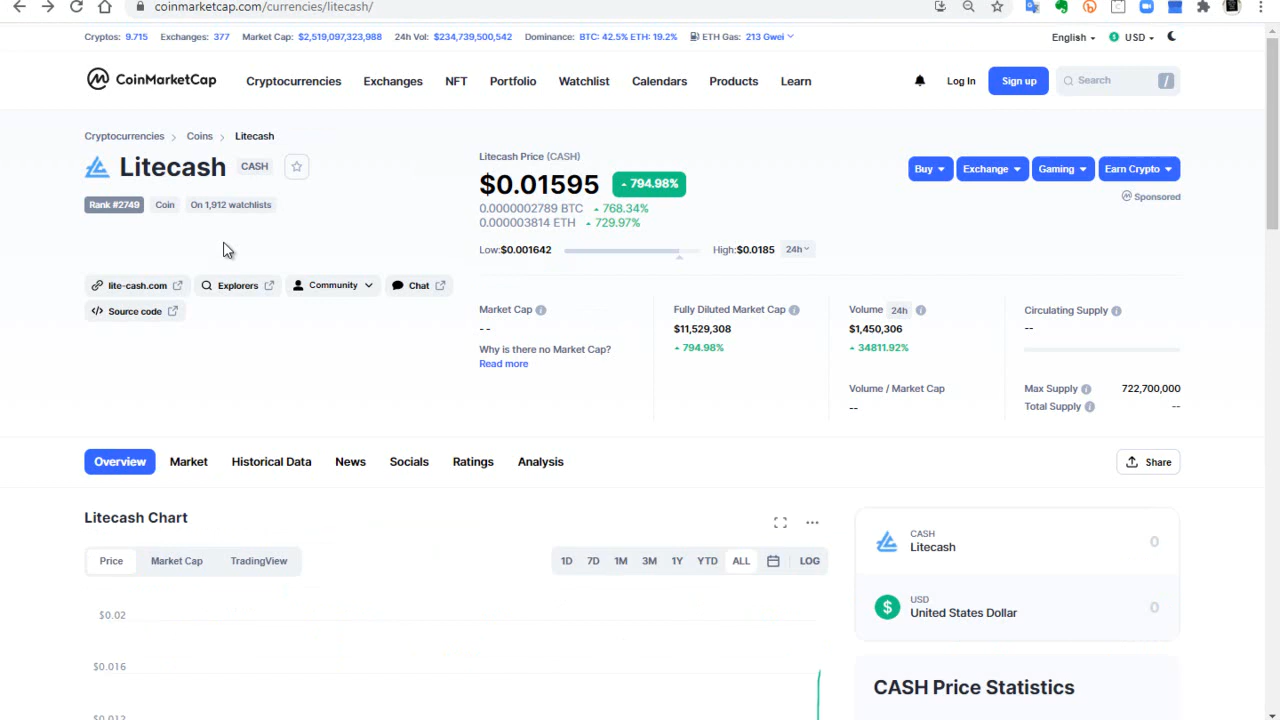 coinmarketcap.com/currencies/litecash/
Cryptos: 9.715 Exchanges: 377 Market Cap: $2,519,097,323,988 24h Vol: $234,739,500,542 Dominance: BTC: 42.5% ETH: 19.2% ETH Gas: 213 Gwei English USD
CoinMarketCap Cryptocurrencies Exchanges NFT Portfolio Watchlist Calendars Products Learn Log In Sign up Search /
Cryptocurrencies Coins Litecash
Litecash CASH
Rank #2749 Coin On 1,912 watchlists
lite-cash.com Explorers Community Chat
Source code
Litecash Price (CASH)
$0.01595 794.98%
0.0000002789 BTC 768.34%
0.000003814 ETH 729.97%
Low:$0.001642 High:$0.0185 24h
Buy Exchange Gaming Earn Crypto
Sponsored
Market Cap
- -
Why is there no Market Cap?
Read more
Fully Diluted Market Cap
$11,529,308
794.98%
Volume 24h
$1,450,306
34811.92%
Volume / Market Cap
--
Circulating Supply
--
Max Supply 722,700,000
Total Supply --
Overview Market Historical Data News Socials Ratings Analysis Share
Litecash Chart
Price Market Cap TradingView 1D 7D 1M 3M 1Y YTD ALL LOG
$0.02
$0.016
$0.012
CASH
Litecash 0
USD
United States Dollar 0
$
CASH Price Statistics